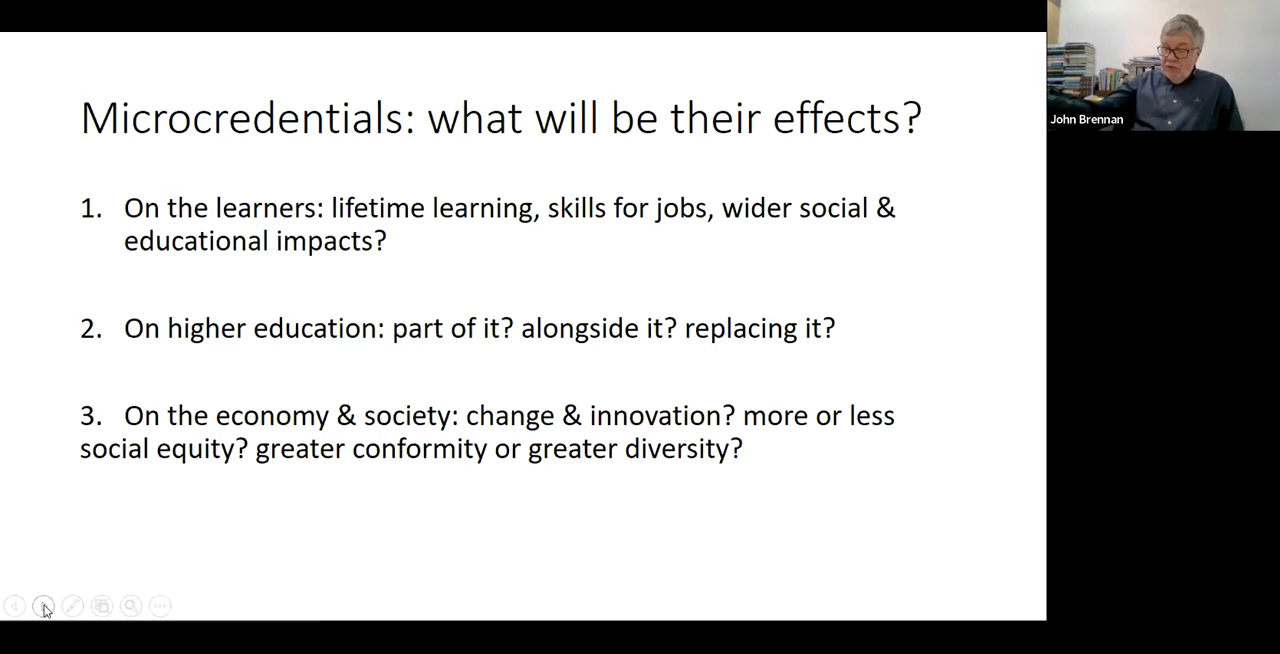 Microcredentials: what will be their effects?
1. On the learners: lifetime learning, skills for jobs, wider social &
educational impacts?
2. On higher education: part of it? alongside it? replacing it?
3. On the economy & society: change & innovation? more or less
social equity? greater conformity or greater diversity?
John Brennan